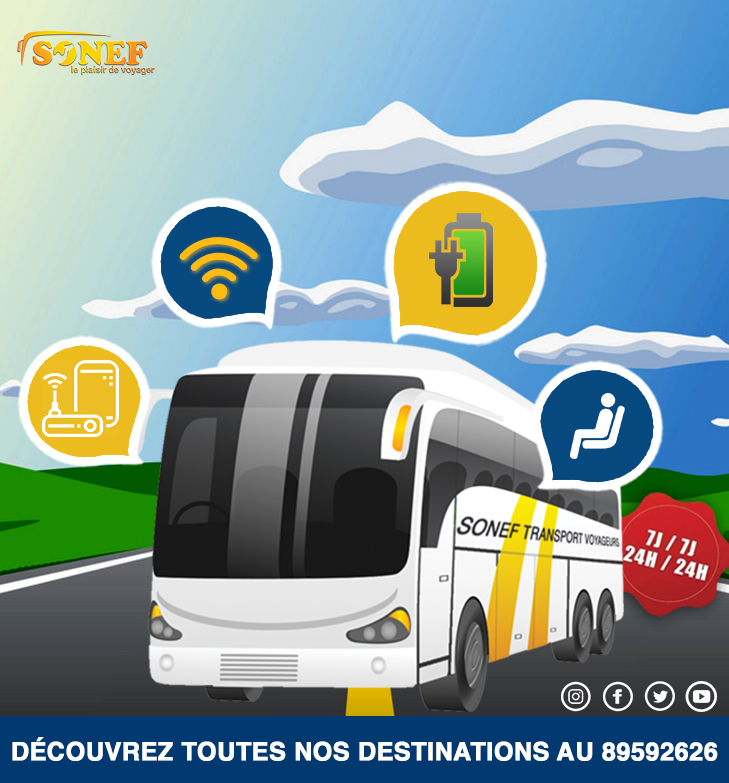 SONEF
le plaisir de voyager
SONEF TRANSPORT VOYAGEURS
7J / 7J
24H / 24H
DÉCOUVREZ TOUTES NOS DESTINATIONS AU 89592626